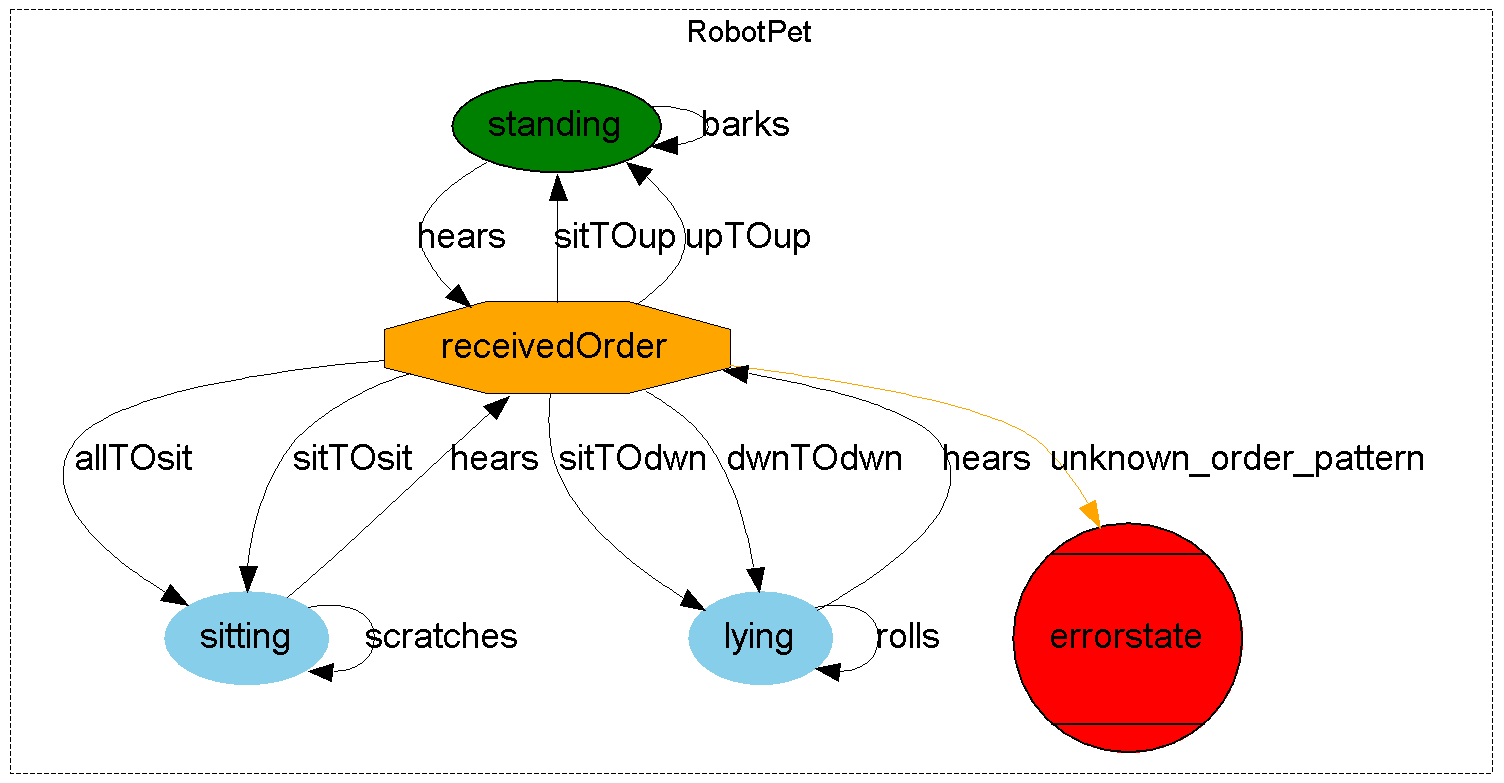 RobotPet
standing
barks
hears
sitTOup
upTOup
receivedOrder
allTOsit
sitTOsit
hears
sitTOdwn
dwnTOdwn
hears
unknown_order_pattern
sitting
scratches
lying
rolls
errorstate